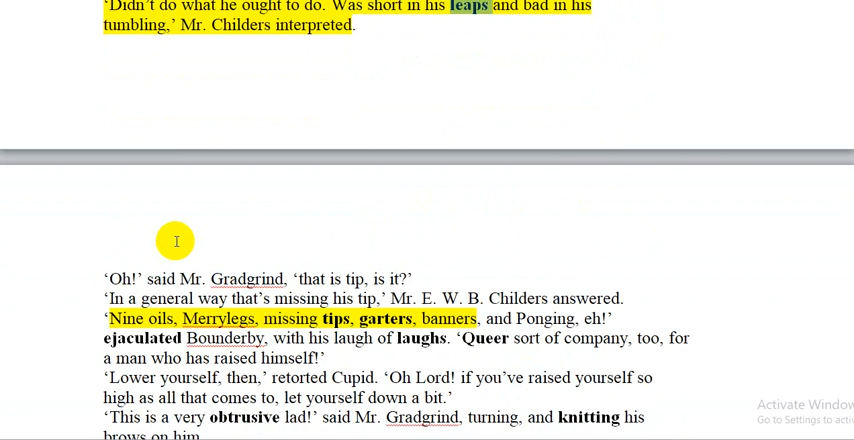 ‘Didn’t do what he ought to do. Was short in his leaps and bad in his
tumbling,’ Mr. Childers interpreted.
‘Oh!’ said Mr. Gradgrind, ‘that is tip, is it?’
‘In a general way that’s missing his tip,’ Mr. E. W. B. Childers answered.
‘Nine oils, Merrylegs, missing tips, garters, banners, and Ponging, eh!’
ejaculated Bounderby, with his laugh of laughs. ‘Queer sort of company, too, for
a man who has raised himself!’
‘Lower yourself, then,’ retorted Cupid. ‘Oh Lord! if you’ve raised yourself so
high as all that comes to, let yourself down a bit.’
‘This is a very obtrusive lad!’ said Mr. Gradgrind, turning, and knitting his
brows on him.
Activate Window
Go to Settings to activ